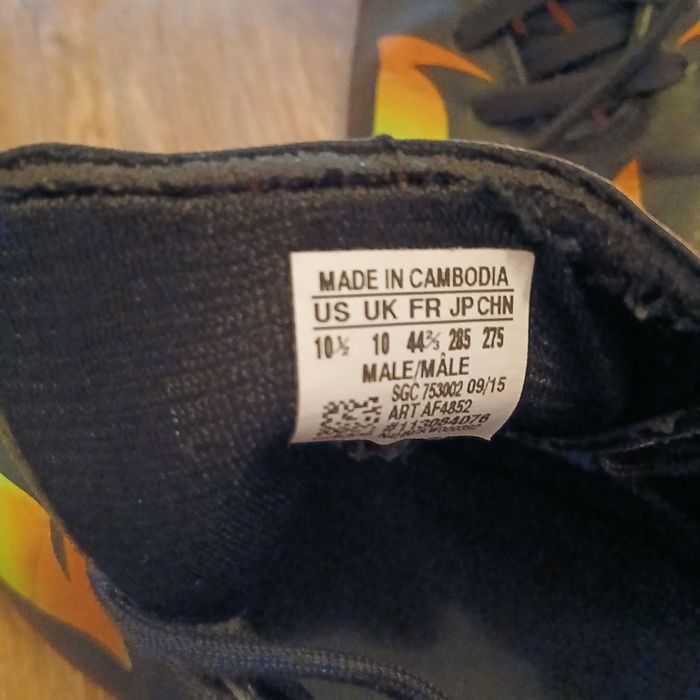 MADE IN CAMBODIA
US UK FR JP CHN
10½ 10 44⅔ 285 275
MALE/MÂLE
SGC 753002 09/15
ART AF4852
#113084076